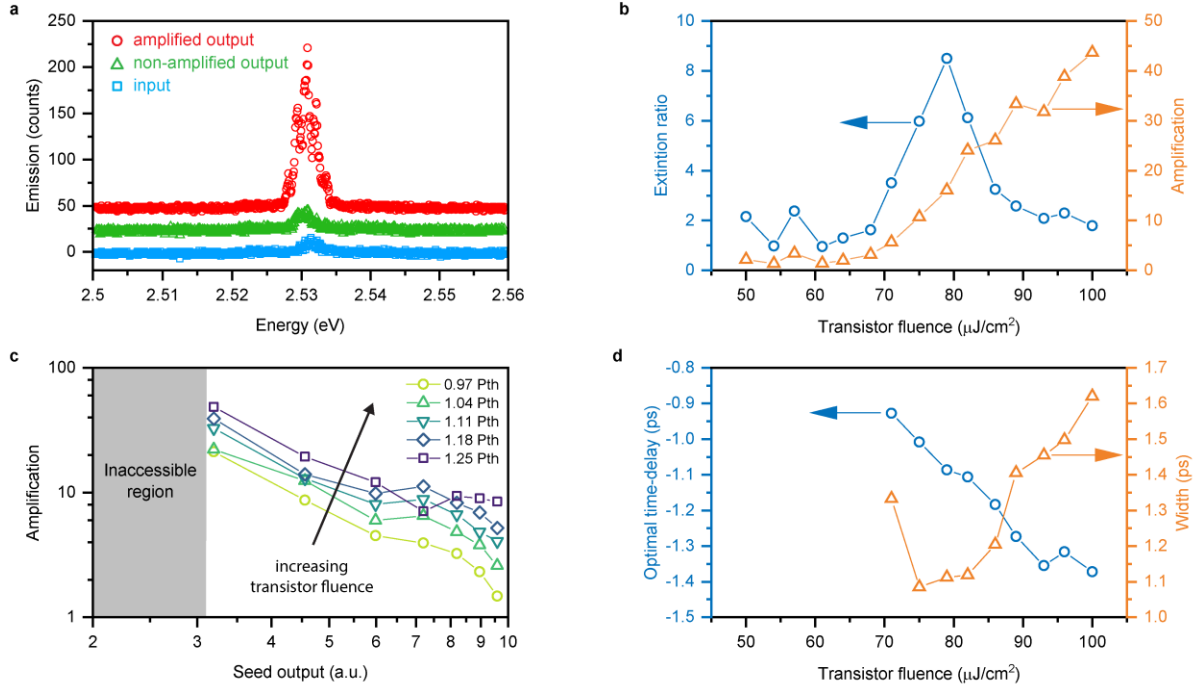 a
250
200
150
100
50
0
Emission (counts)
amplified output
non-amplified output
input
2.5
2.51
2.52
2.53
2.54
2.55
2.56
Energy (eV)
b
10
8
6
4
2
0
Extintion ratio
50
40
30
20
10
0
Amplification
50
60
70
80
90
100
Transistor fluence (μJ/cm²)
c
100
10
1
Amplification
Inaccessible
region
0.97 Pth
1.04 Pth
1.11 Pth
1.18 Pth
1.25 Pth
increasing
transistor fluence
2
3
4
5
6
7
8
9
10
Seed output (a.u.)
d
-0.8
-0.9
-1.0
-1.1
-1.2
-1.3
-1.4
-1.5
Optimal time-delay (ps)
1.7
1.6
1.5
1.4
1.3
1.2
1.1
1.0
Width (ps)
50
60
70
80
90
100
Transistor fluence (μJ/cm²)